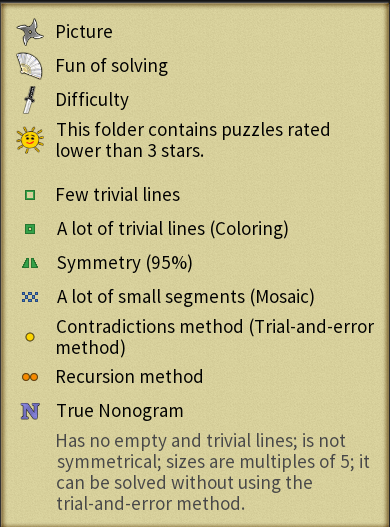 Picture
Fun of solving
Difficulty
This folder contains puzzles rated
lower than 3 stars.
Few trivial lines
A lot of trivial lines (Coloring)
Symmetry (95%)
A lot of small segments (Mosaic)
Contradictions method (Trial-and-error
method)
Recursion method
N True Nonogram
Has no empty and trivial lines; is not
symmetrical; sizes are multiples of 5; it
can be solved without using the
trial-and-error method.